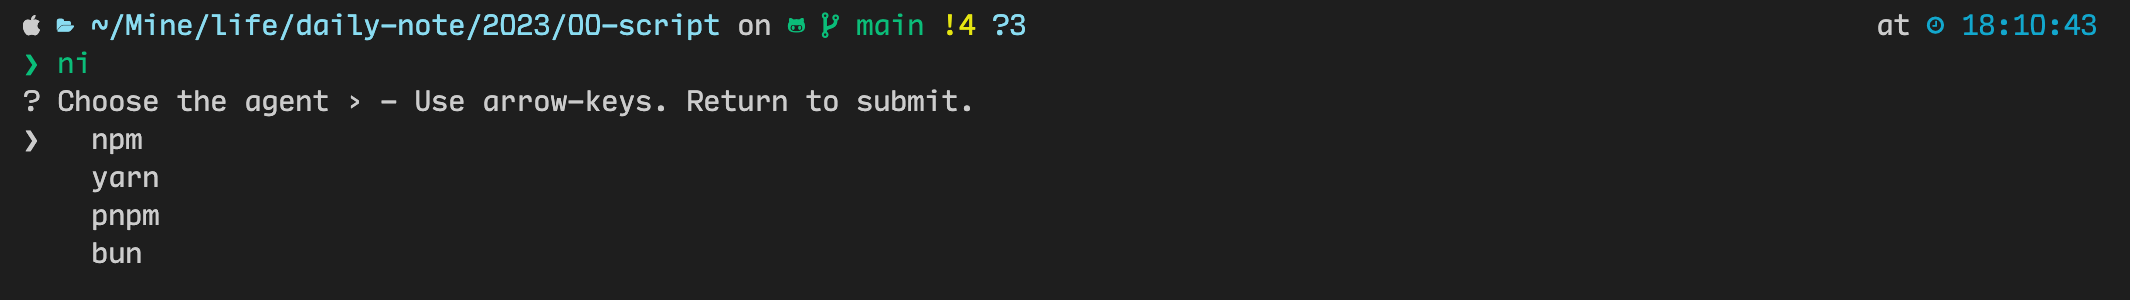 ~/Mine/life/daily-note/2023/00-script on main !4 ?3 at 18:10:43
❯ ni
? Choose the agent › - Use arrow-keys. Return to submit.
❯ npm
yarn
pnpm
bun